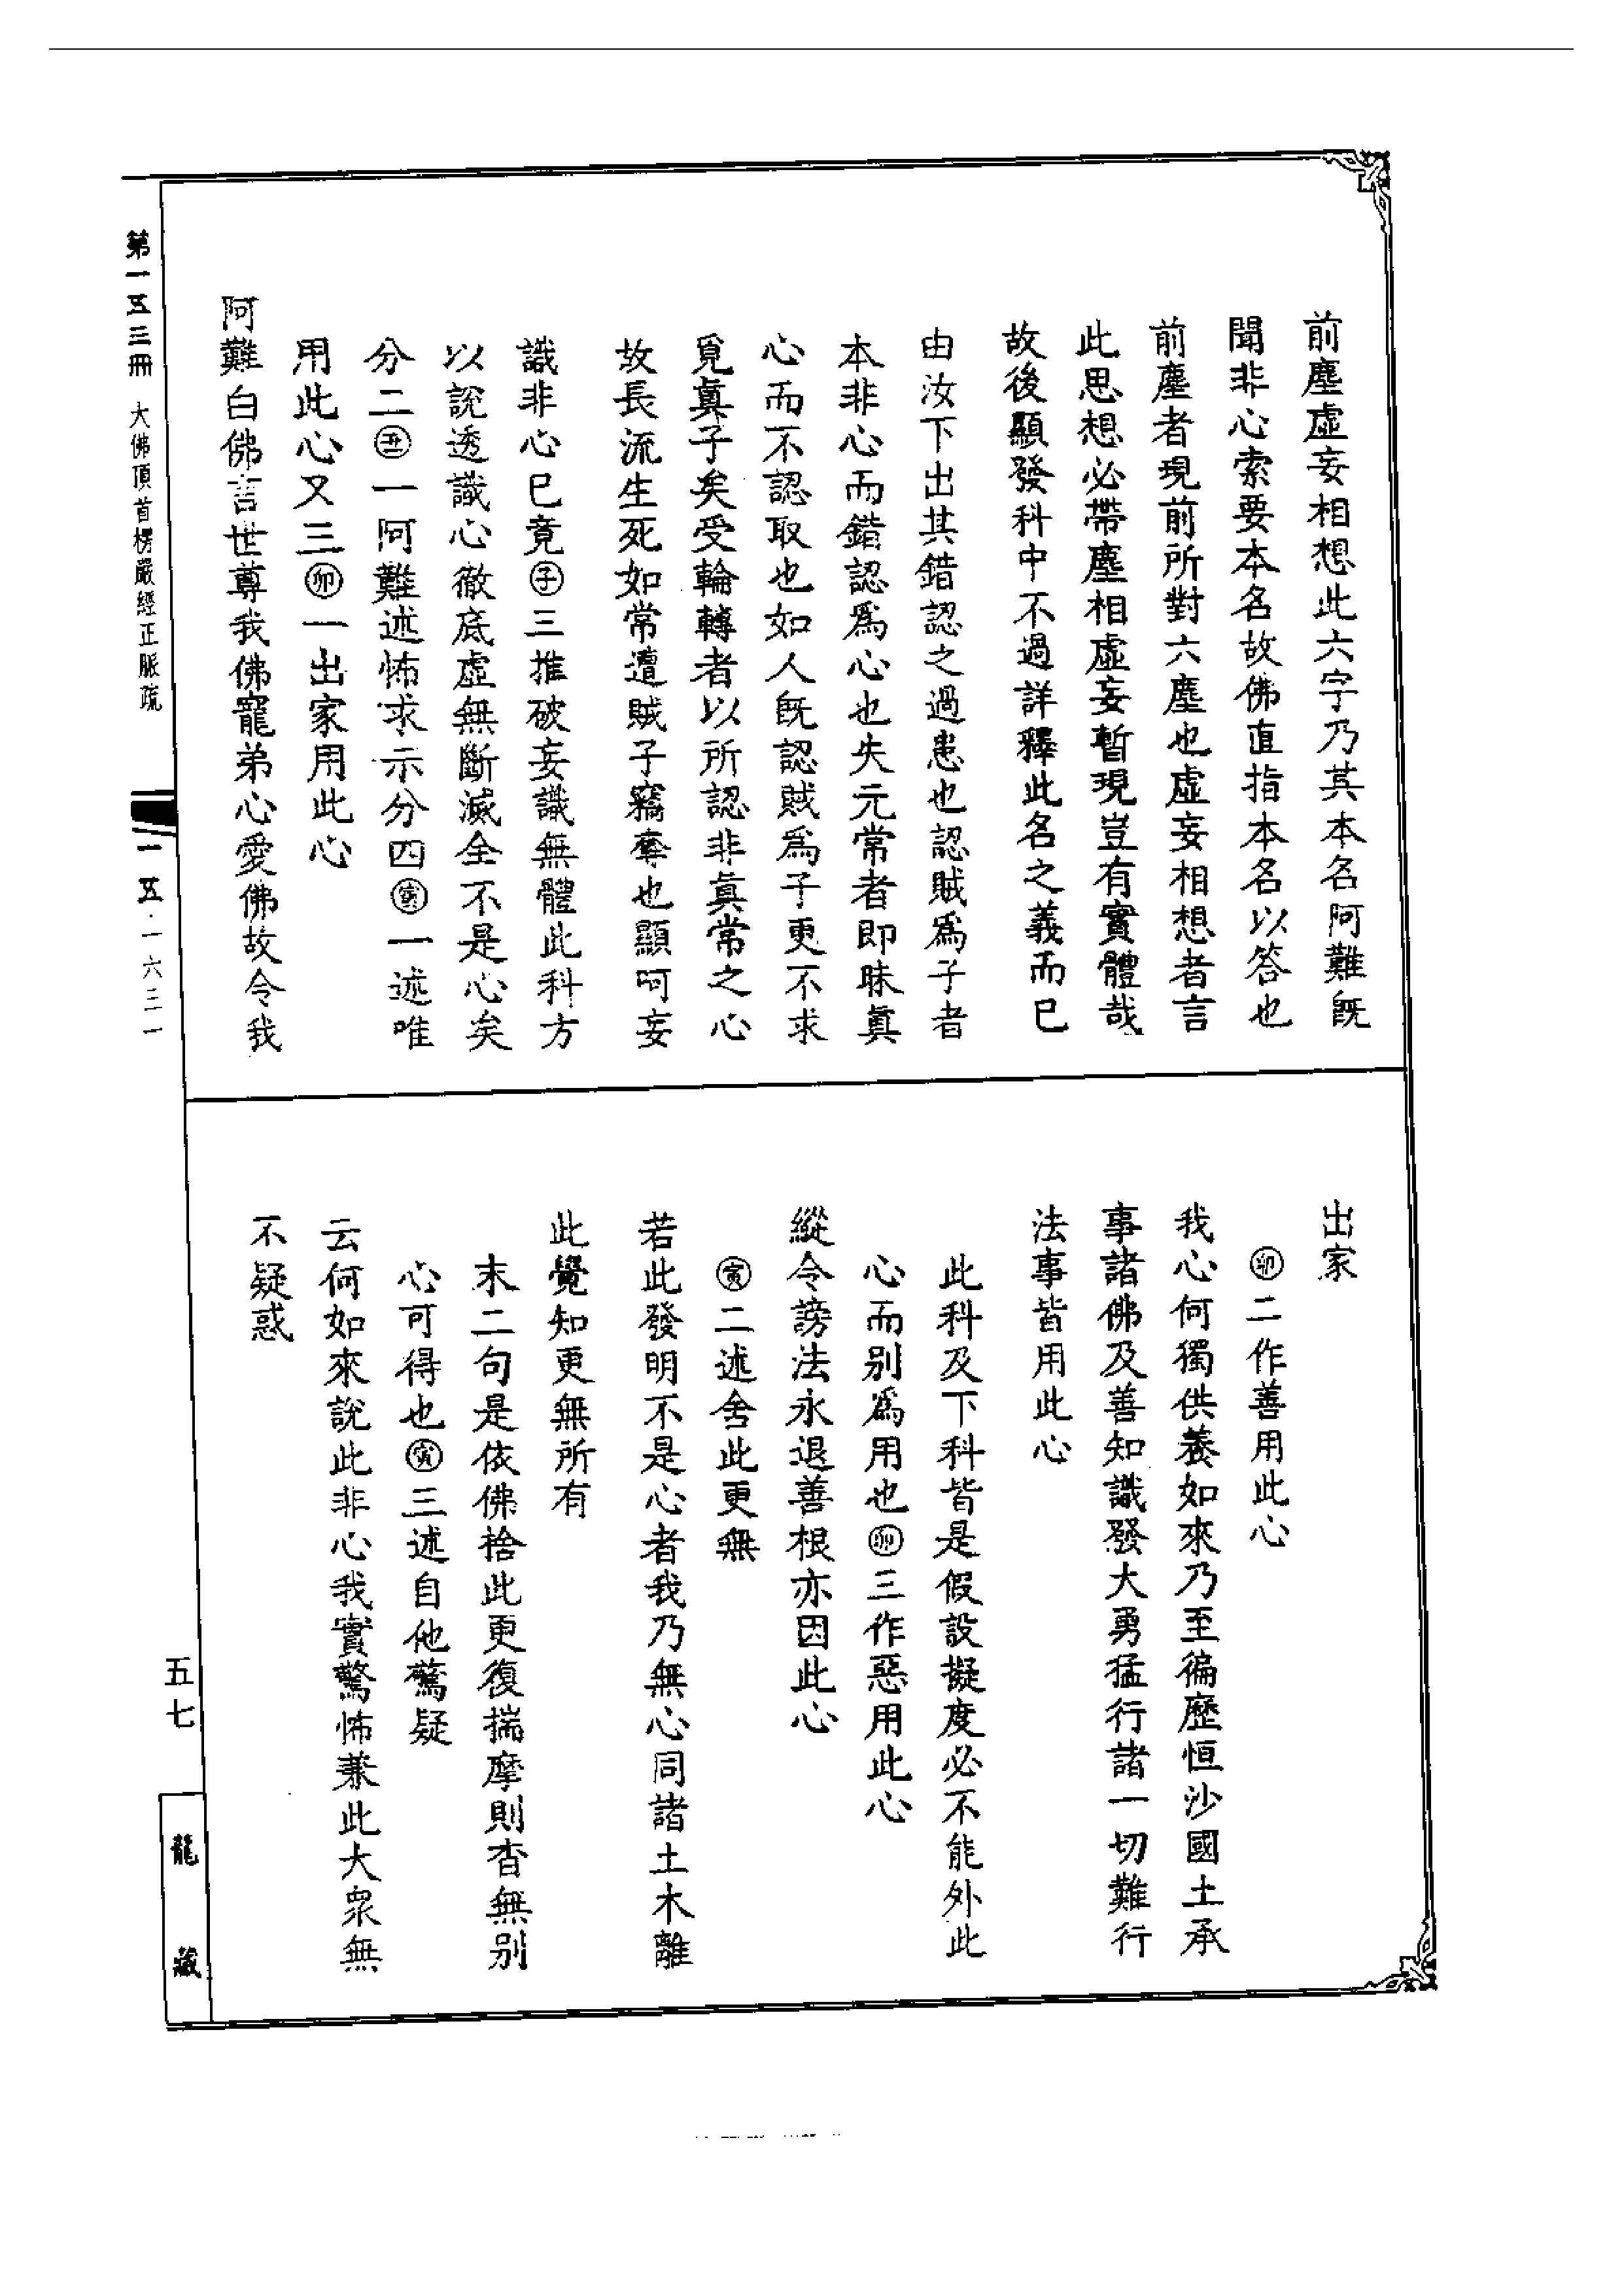 前塵虛妄相想此六字乃其本名阿難既
聞非心索要本名故佛直指本名以答也
前塵者現前所對六塵也虛妄相想者言
此思想必帶塵相虛妄暫現豈有實體哉
故後顯發科中不過詳釋此名之義而已
由汝下出其錯認之過患也認賊爲子者
本非心而錯認爲心也失元常者即昧眞
心而不認取也如人既認賊爲子更不求
覓眞子矣受輪轉者以所認非眞常之心
故長流生死如常遭賊子竊奪也顯呵妄
識非心已竟㊛子三推破妄識無體此科方
以說透識心徹底虛無斷滅全不是心矣
分二丑一阿難述怖求示分四寅一述唯
用此心又三卯一出家用此心
阿難白佛言世尊我佛寵弟心愛佛故令我
出家
卯二作善用此心
我心何獨供養如來乃至徧歷恒沙國土承
事諸佛及善知識發大勇猛行諸一切難行
法事皆用此心
此科及下科皆是假設擬度必不能外此
心而別爲用也卯三作惡用此心
縱令謗法永退善根亦因此心
寅二述舍此更無
若此發明不是心者我乃無心同諸土木離
此覺知更無所有
末二句是依佛捨此更復揣摩則杳無別
心可得也寅三述自他驚疑
云何如來說此非心我實驚怖兼此大衆無
不疑惑
第一五三冊 大佛頂首楞嚴經正脈疏
一五·一六三一
五七
龍藏